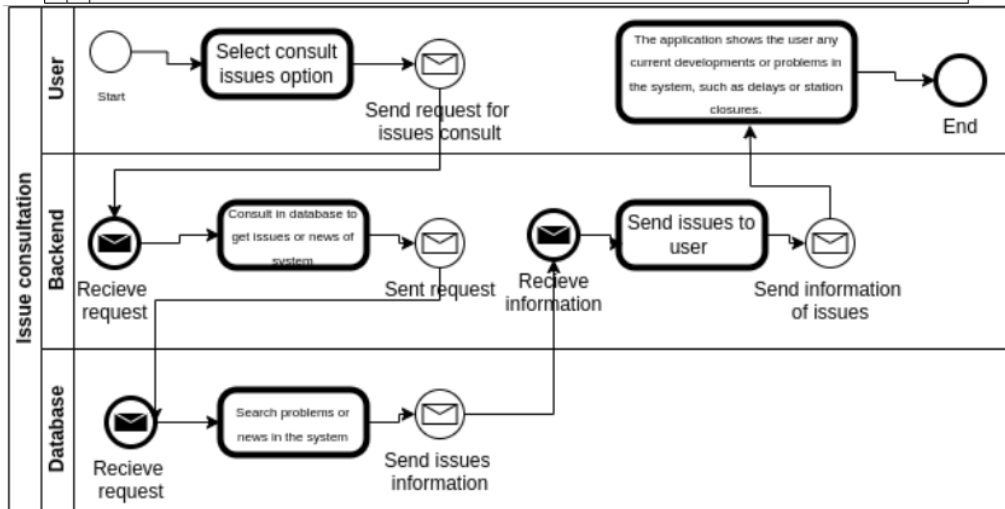 Issue consultation
User
Start
Select consult
issues option
Send request for
issues consult
The application shows the user any
current developments or problems in
the system, such as delays or station
closures.
End
Backend
Recieve
request
Consult in database to
get issues or news of
system
Sent request
Recieve
information
Send issues to
user
Send information
of issues
Database
Recieve
request
Search problems or
news in the system
Send issues
information